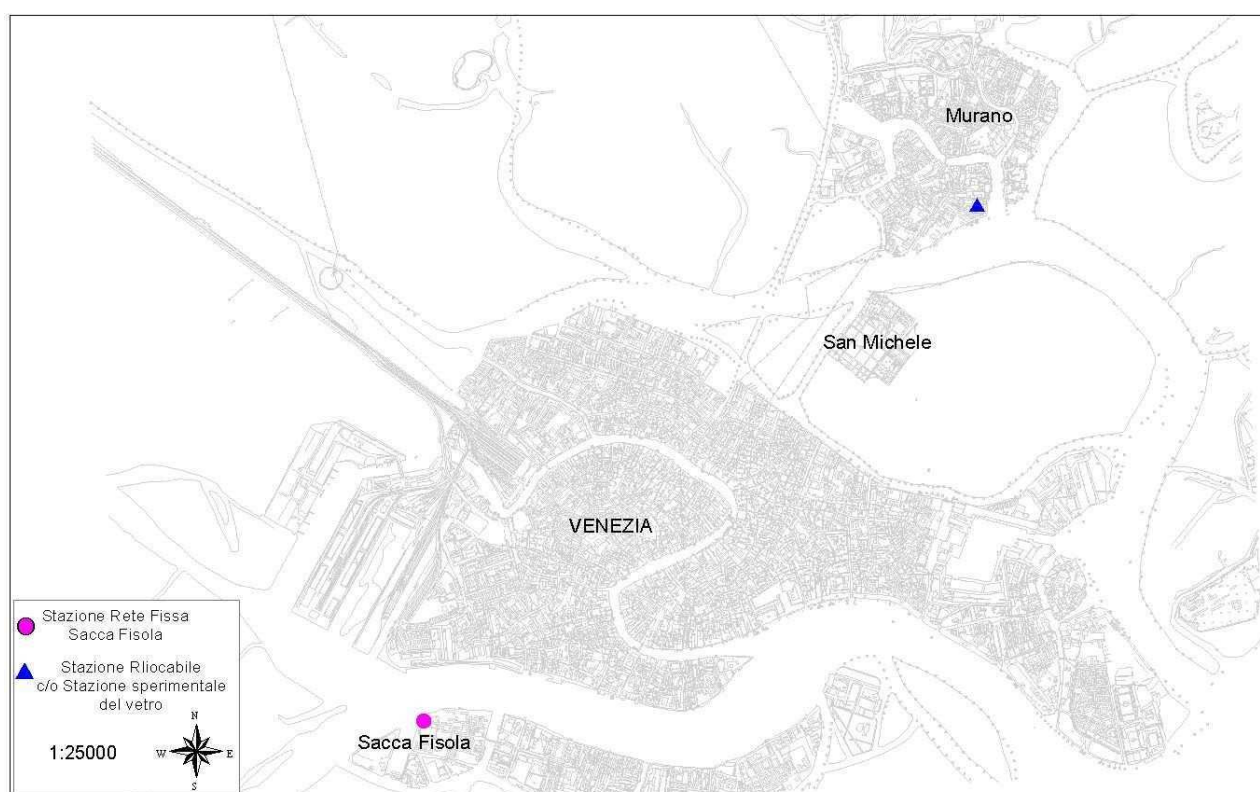 Murano
San Michele
VENEZIA
Sacca Fisola
Stazione Rete Fissa
Sacca Fisola
Stazione Rliocabile
c/o Stazione sperimentale
del vetro
1:25000
N
W E
S